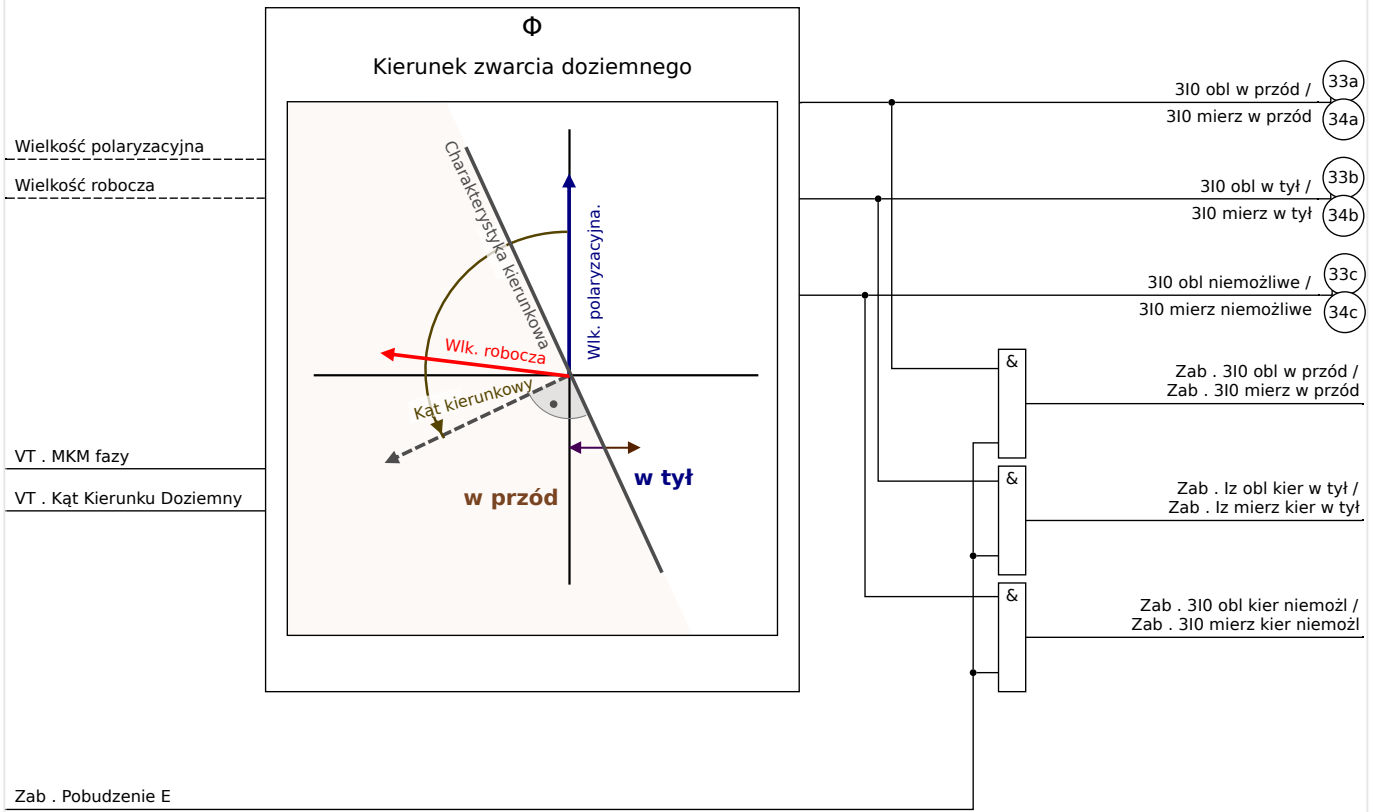 Φ
Kierunek zwarcia doziemnego
Wielkość polaryzacyjna
Wielkość robocza
VT . MKM fazy
VT . Kąt Kierunku Doziemny
Zab . Pobudzenie E
Charakterystyka kierunkowa
Wlk. polaryzacyjna.
Wlk. robocza
Kąt kierunkowy
w przód
w tył
3I0 obl w przód /
3I0 mierz w przód
33a
34a
3I0 obl w tył /
3I0 mierz w tył
33b
34b
3I0 obl niemożliwe /
3I0 mierz niemożliwe
33c
34c
&
Zab . 3I0 obl w przód /
Zab . 3I0 mierz w przód
&
Zab . Iz obl kier w tył /
Zab . Iz mierz kier w tył
&
Zab . 3I0 obl kier niemożl /
Zab . 3I0 mierz kier niemożl